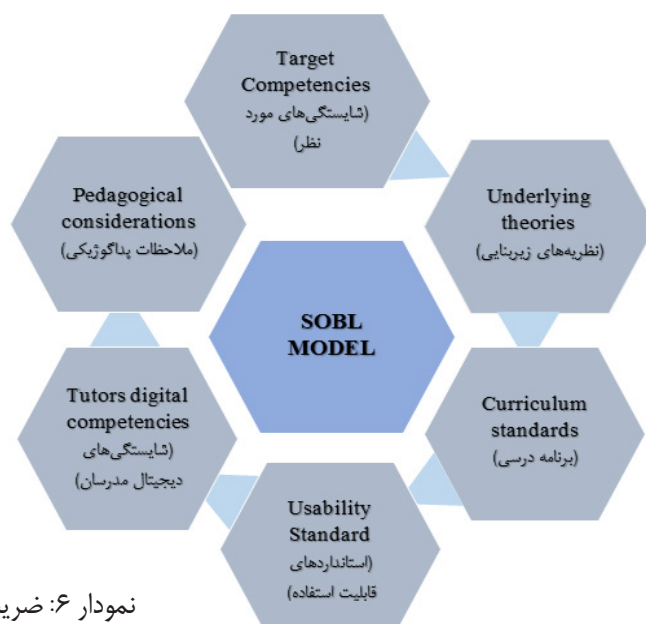 Target
Competencies
(شایستگی‌های مورد
نظر)
Underlying
theories
(نظریه‌های زیربنایی)
Curriculum
standards
(برنامه درسی)
Usability
Standard
(استانداردهای
قابلیت استفاده)
Tutors digital
competencies
(شایستگی‌های
دیجیتال مدرسان)
Pedagogical
considerations
(ملاحظات پداگوژیکی)
SOBL
MODEL
نمودار ۶: